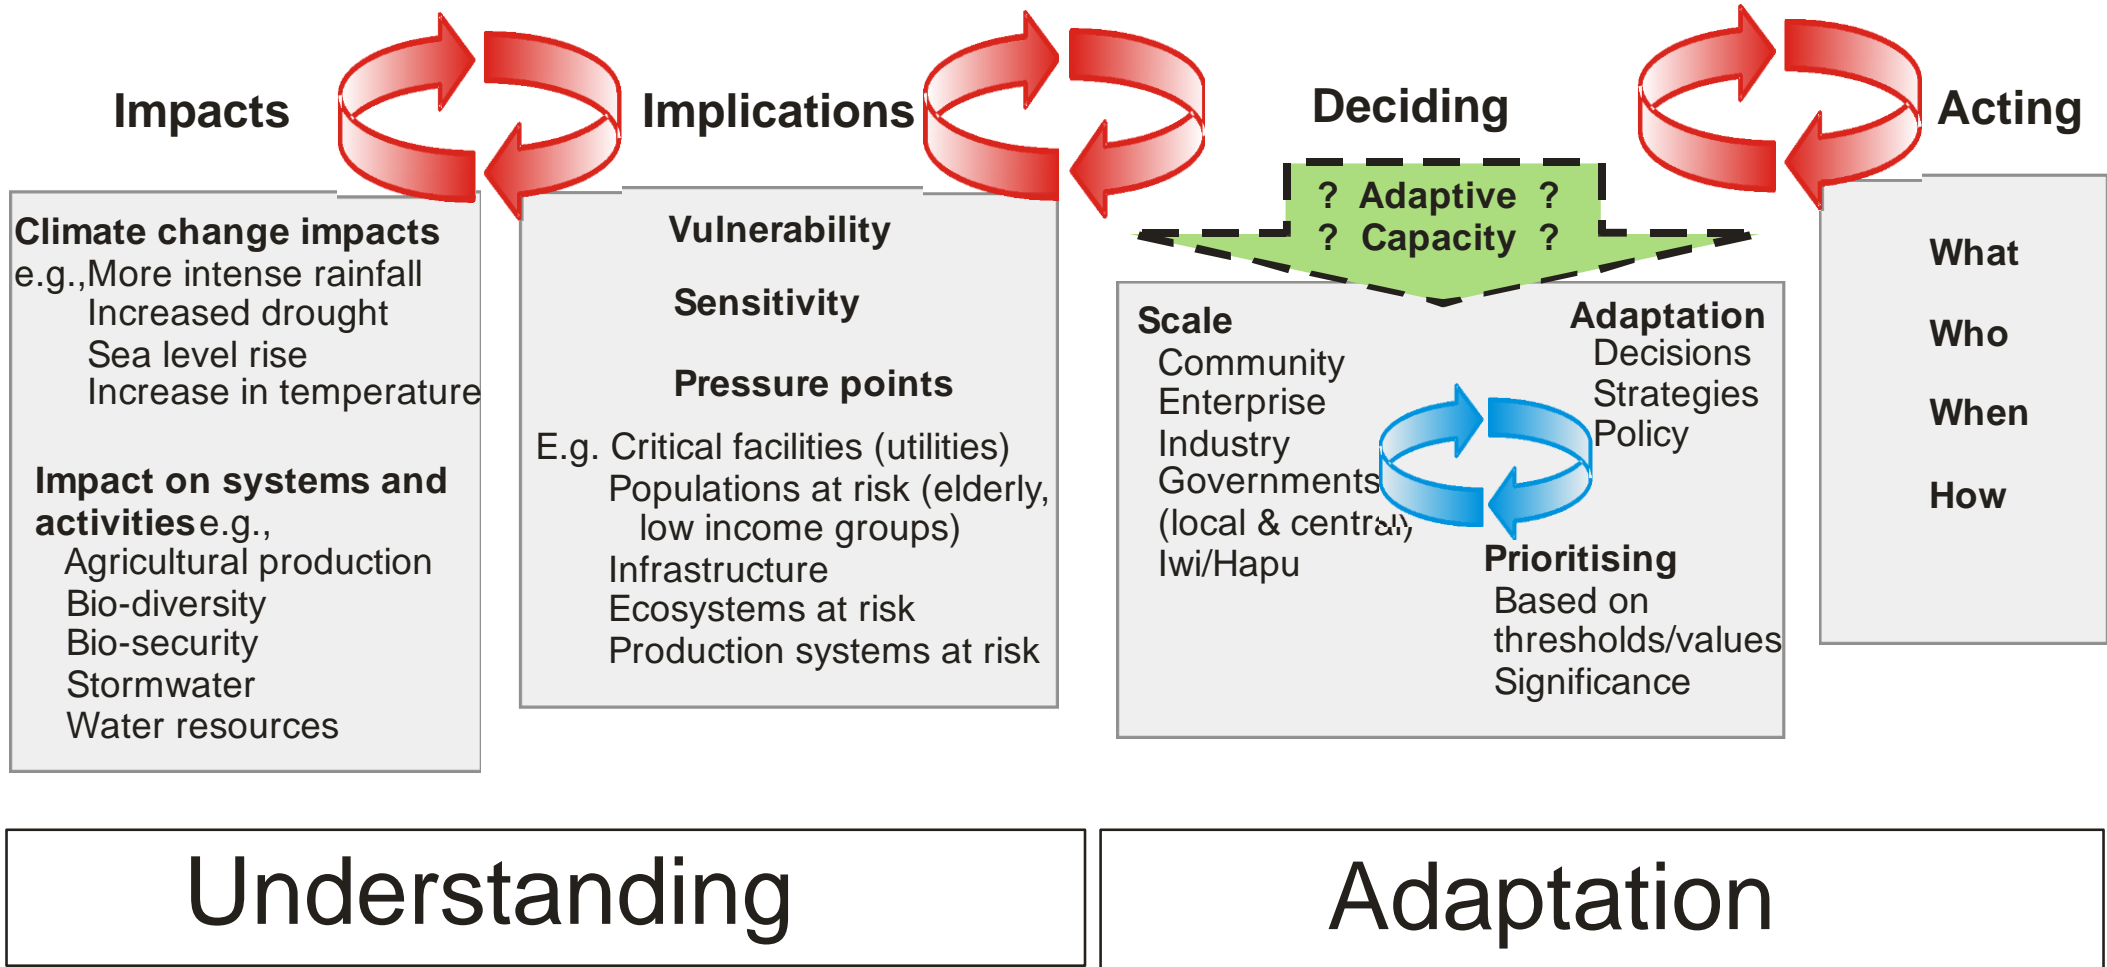 Impacts
Implications
Deciding
Acting
Climate change impacts
e.g.,More intense rainfall
Increased drought
Sea level rise
Increase in temperature
Impact on systems and
activities e.g.,
Agricultural production
Bio-diversity
Bio-security
Stormwater
Water resources
Vulnerability
Sensitivity
Pressure points
E.g. Critical facilities (utilities)
Populations at risk (elderly,
low income groups)
Infrastructure
Ecosystems at risk
Production systems at risk
? Adaptive ?
? Capacity ?
Scale
Community
Enterprise
Industry
Governments
(local & central)
Iwi/Hapu
Adaptation
Decisions
Strategies
Policy
Prioritising
Based on
thresholds/values
Significance
What
Who
When
How
Understanding
Adaptation